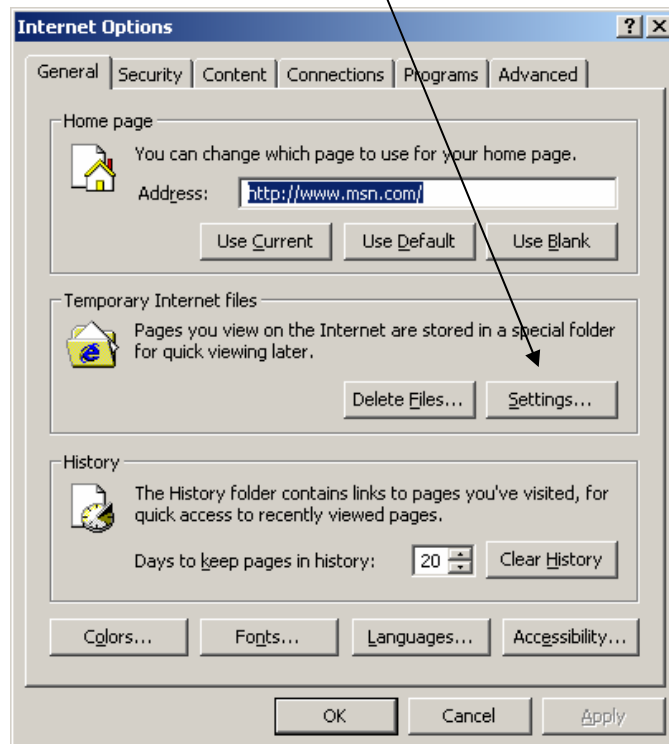 Internet Options
General Security Content Connections Programs Advanced
Home page
You can change which page to use for your home page.
Address: http://www.msn.com/
Use Current Use Default Use Blank
Temporary Internet files
Pages you view on the Internet are stored in a special folder
for quick viewing later.
Delete Files... Settings...
History
The History folder contains links to pages you've visited, for
quick access to recently viewed pages.
Days to keep pages in history: 20 Clear History
Colors... Fonts... Languages... Accessibility...
OK Cancel Apply